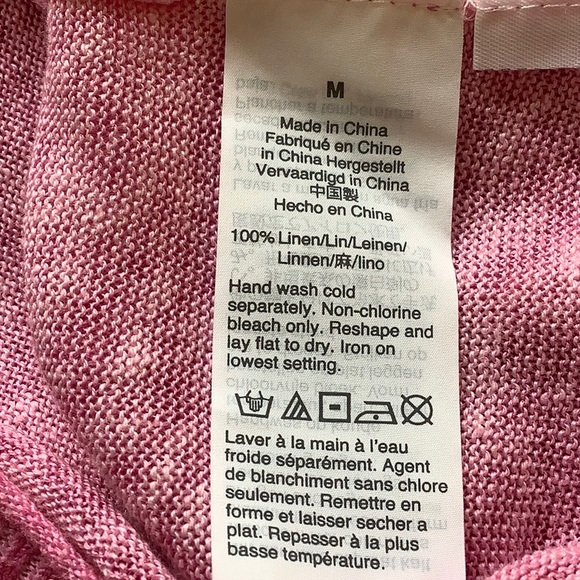 M
Made in China
Fabriqué en Chine
in China Hergestellt
Vervaardigd in China
中国製
Hecho en China
100% Linen/Lin/Leinen/
Linnen/麻/lino
Hand wash cold
separately. Non-chlorine
bleach only. Reshape and
lay flat to dry. Iron on
lowest setting.
Laver à la main à l'eau
froide séparément. Agent
de blanchiment sans chlore
seulement. Remettre en
forme et laisser secher a
plat. Repasser à la plus
basse température.